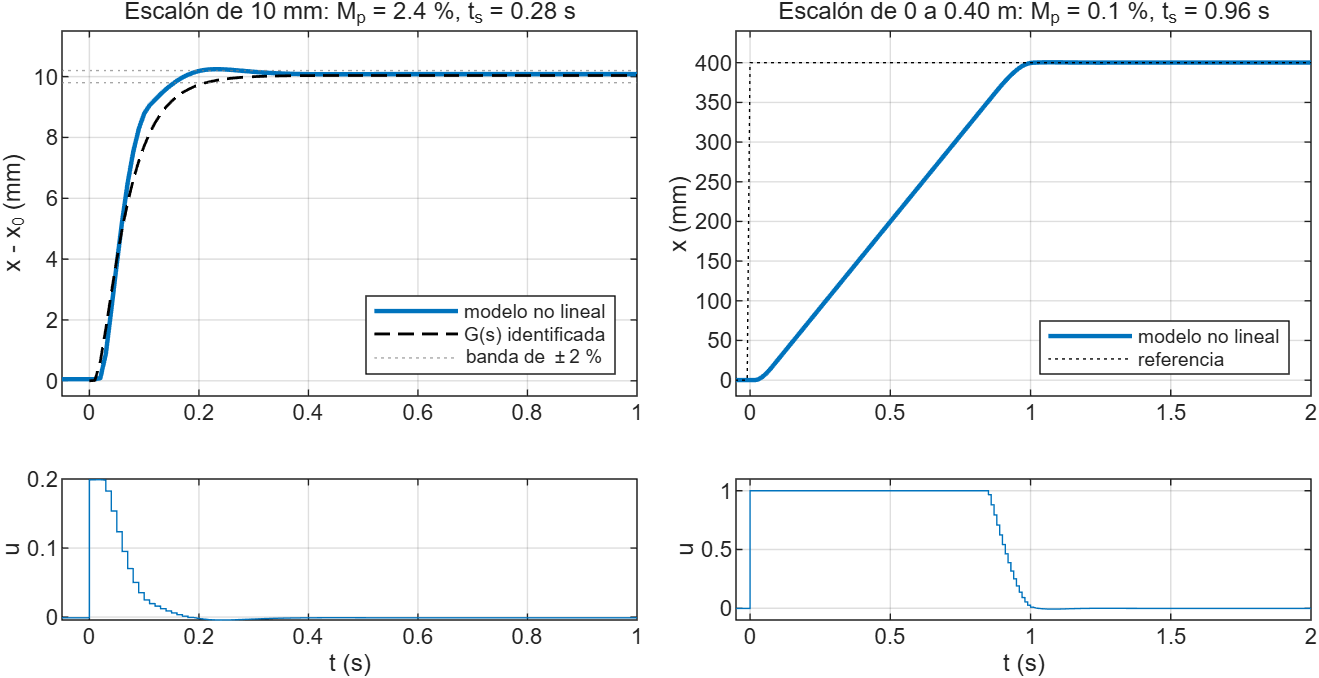 Escalón de 10 mm: Mp = 2.4 %, ts = 0.28 s
10
8
6
4
2
0
x - x0 (mm)
modelo no lineal
G(s) identificada
banda de ± 2 %
0 0.2 0.4 0.6 0.8 1
Escalón de 0 a 0.40 m: Mp = 0.1 %, ts = 0.96 s
400
350
300
250
200
150
400
50
0
x (mm)
modelo no lineal
referencia
0 0.5 1 1.5 2
0.2
0.1
0
u
0 0.2 0.4 0.6 0.8 1
t (s)
1
0.5
0
u
0 0.5 1 1.5 2
t (s)